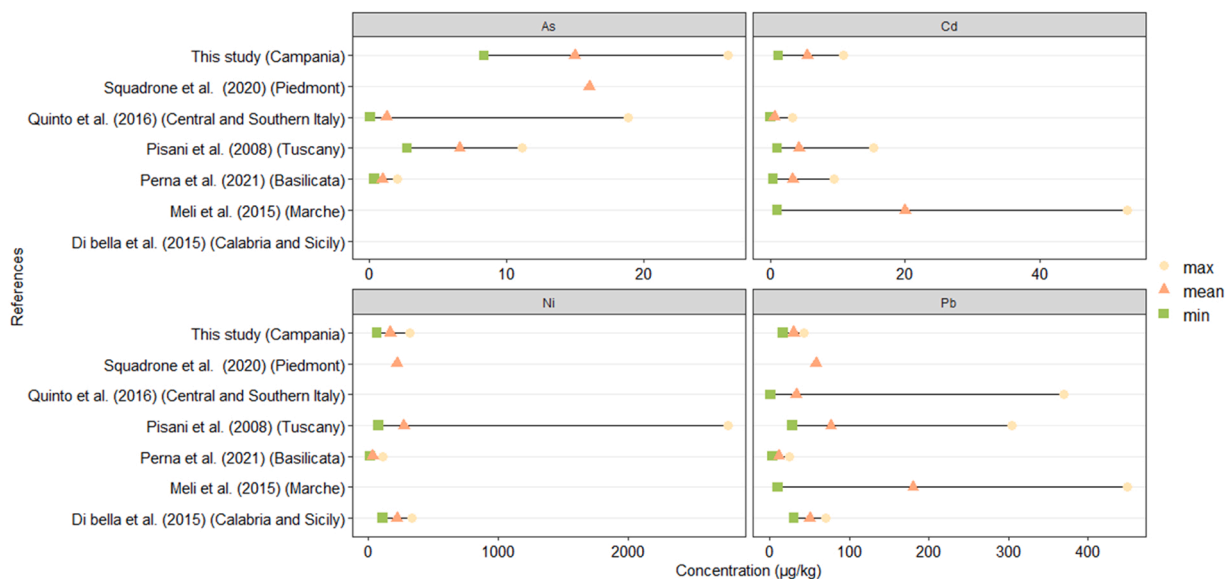 As
Cd
This study (Campania)
Squadrone et al. (2020) (Piedmont)
Quinto et al. (2016) (Central and Southern Italy)
Pisani et al. (2008) (Tuscany)
Perna et al. (2021) (Basilicata)
Meli et al. (2015) (Marche)
Di bella et al. (2015) (Calabria and Sicily)
0 10 20
0 20 40
References
max
mean
min
Ni
Pb
This study (Campania)
Squadrone et al. (2020) (Piedmont)
Quinto et al. (2016) (Central and Southern Italy)
Pisani et al. (2008) (Tuscany)
Perna et al. (2021) (Basilicata)
Meli et al. (2015) (Marche)
Di bella et al. (2015) (Calabria and Sicily)
0 1000 2000
0 100 200 300 400
Concentration (µg/kg)